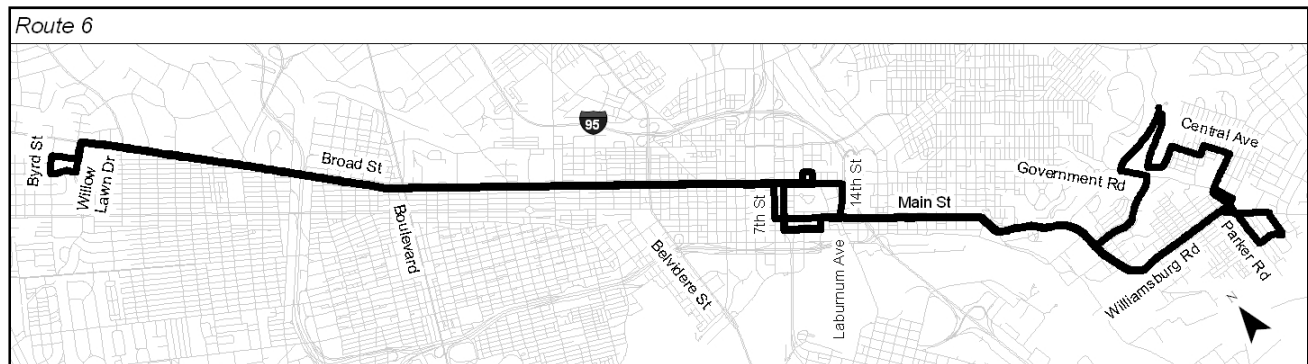 Route 6
95
Byrd St
Willow
Lawn Dr
Broad St
Boulevard
Belvidere St
7th St
14th St
Laburnum Ave
Main St
Government Rd
Central Ave
Williamsburg Rd
Parker Rd
N